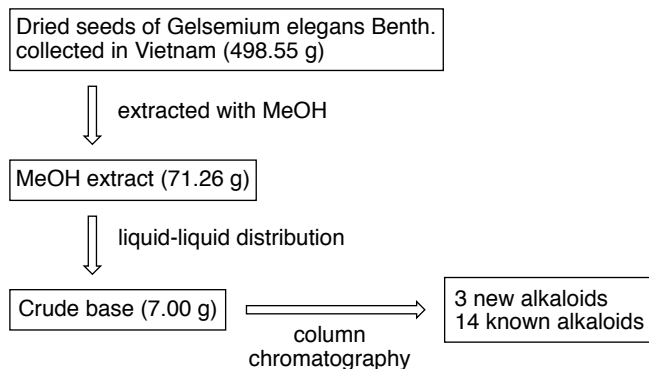 Dried seeds of Gelsemium elegans Benth.
collected in Vietnam (498.55 g)
extracted with MeOH
MeOH extract (71.26 g)
liquid-liquid distribution
Crude base (7.00 g)
column
chromatography
3 new alkaloids
14 known alkaloids